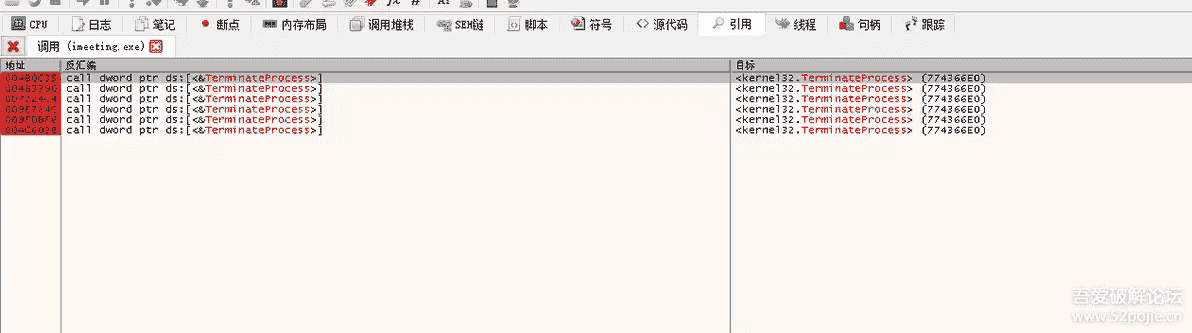 CPU 日志 笔记 断点 内存布局 调用堆栈 SEH链 脚本 符号 源代码 引用 线程 句柄 跟踪
调用 (imeeting.exe)
地址 反汇编 目标
call dword ptr ds:[<&TerminateProcess>] <kernel32.TerminateProcess> (774366E0)
call dword ptr ds:[<&TerminateProcess>] <kernel32.TerminateProcess> (774366E0)
call dword ptr ds:[<&TerminateProcess>] <kernel32.TerminateProcess> (774366E0)
call dword ptr ds:[<&TerminateProcess>] <kernel32.TerminateProcess> (774366E0)
call dword ptr ds:[<&TerminateProcess>] <kernel32.TerminateProcess> (774366E0)
call dword ptr ds:[<&TerminateProcess>] <kernel32.TerminateProcess> (774366E0)
吾爱破解论坛
www.52pojie.cn